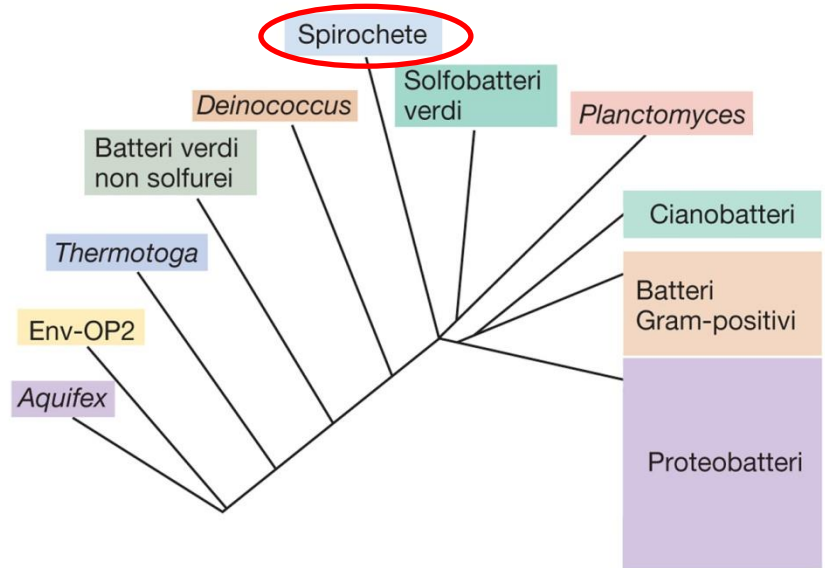 Spirochete
Solfobatteri
verdi
Deinococcus
Planctomyces
Batteri verdi
non solfurei
Cianobatteri
Thermotoga
Batteri
Gram-positivi
Env-OP2
Aquifex
Proteobatteri